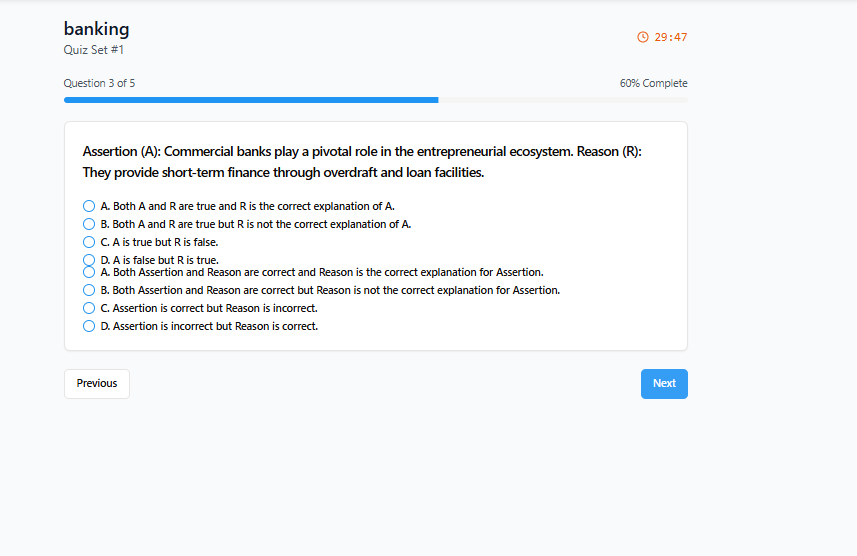 banking
Quiz Set #1
29:47
Question 3 of 5
60% Complete
Assertion (A): Commercial banks play a pivotal role in the entrepreneurial ecosystem. Reason (R):
They provide short-term finance through overdraft and loan facilities.
A. Both A and R are true and R is the correct explanation of A.
B. Both A and R are true but R is not the correct explanation of A.
C. A is true but R is false.
D. A is false but R is true.
A. Both Assertion and Reason are correct and Reason is the correct explanation for Assertion.
B. Both Assertion and Reason are correct but Reason is not the correct explanation for Assertion.
C. Assertion is correct but Reason is incorrect.
D. Assertion is incorrect but Reason is correct.
Previous
Next